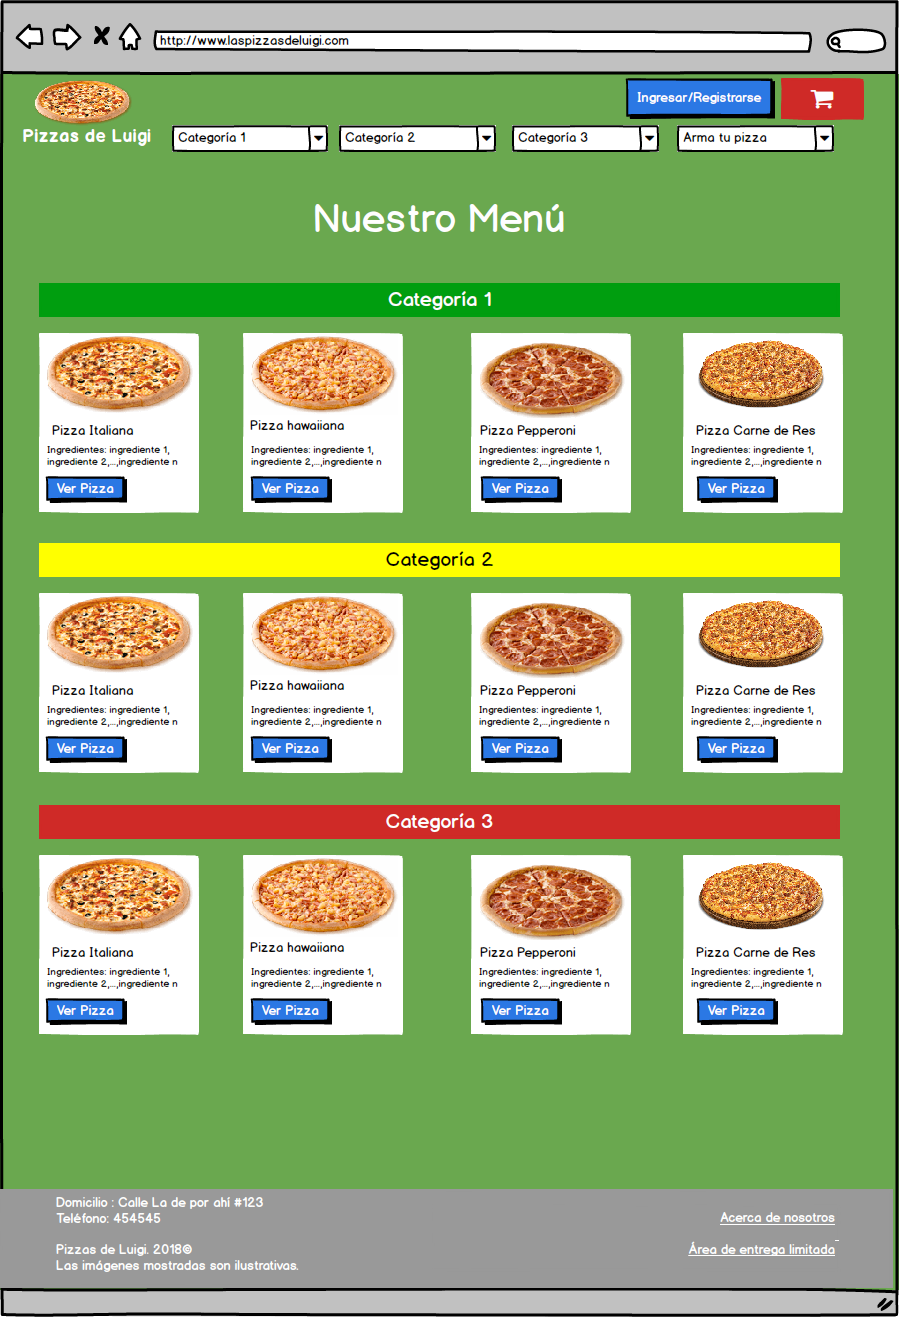 http://www.laspizzasdeluigi.com
Ingresar/Registrarse
Pizzas de Luigi
Categoría 1
Categoría 2
Categoría 3
Arma tu pizza
Nuestro Menú
Categoría 1
Pizza Italiana
Ingredientes: ingrediente 1,
ingrediente 2,...,ingrediente n
Ver Pizza
Pizza hawaiiana
Ingredientes: ingrediente 1,
ingrediente 2,...,ingrediente n
Ver Pizza
Pizza Pepperoni
Ingredientes: ingrediente 1,
ingrediente 2,...,ingrediente n
Ver Pizza
Pizza Carne de Res
Ingredientes: ingrediente 1,
ingrediente 2,...,ingrediente n
Ver Pizza
Categoría 2
Pizza Italiana
Ingredientes: ingrediente 1,
ingrediente 2,...,ingrediente n
Ver Pizza
Pizza hawaiiana
Ingredientes: ingrediente 1,
ingrediente 2,...,ingrediente n
Ver Pizza
Pizza Pepperoni
Ingredientes: ingrediente 1,
ingrediente 2,...,ingrediente n
Ver Pizza
Pizza Carne de Res
Ingredientes: ingrediente 1,
ingrediente 2,...,ingrediente n
Ver Pizza
Categoría 3
Pizza Italiana
Ingredientes: ingrediente 1,
ingrediente 2,...,ingrediente n
Ver Pizza
Pizza hawaiiana
Ingredientes: ingrediente 1,
ingrediente 2,...,ingrediente n
Ver Pizza
Pizza Pepperoni
Ingredientes: ingrediente 1,
ingrediente 2,...,ingrediente n
Ver Pizza
Pizza Carne de Res
Ingredientes: ingrediente 1,
ingrediente 2,...,ingrediente n
Ver Pizza
Domicilio : Calle La de por ahí #123
Teléfono: 454545
Pizzas de Luigi. 2018©
Las imágenes mostradas son ilustrativas.
Acerca de nosotros
Área de entrega limitada